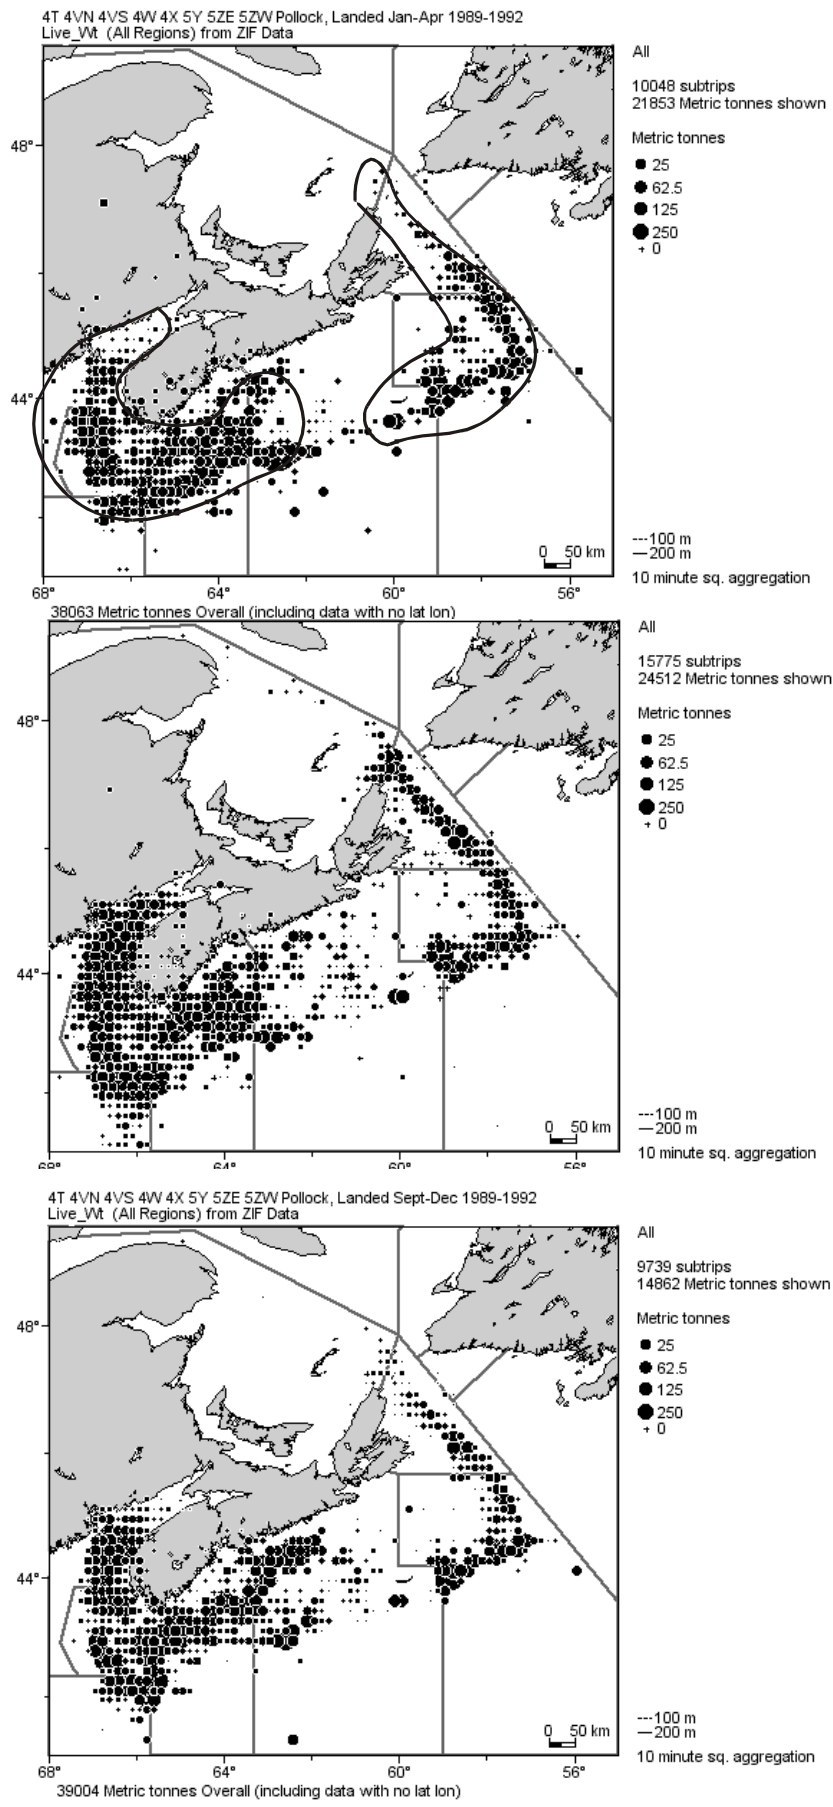 4T 4VN 4VS 4W 4X 5Y 5ZE 5ZW Pollock, Landed Jan-Apr 1989-1992
Live_Wt (All Regions) from ZIF Data
All
10048 subtrips
21853 Metric tonnes shown
Metric tonnes
25
62.5
125
250
+ 0
48°
44°
0 50 km
---100 m
—200 m
10 minute sq. aggregation
68° 64° 60° 56°
38063 Metric tonnes Overall (including data with no lat lon)
All
15775 subtrips
24512 Metric tonnes shown
Metric tonnes
25
62.5
125
250
+ 0
48°
44°
0 50 km
---100 m
—200 m
10 minute sq. aggregation
68° 64° 60° 56°
4T 4VN 4VS 4W 4X 5Y 5ZE 5ZW Pollock, Landed Sept-Dec 1989-1992
Live_Wt (All Regions) from ZIF Data
All
9739 subtrips
14862 Metric tonnes shown
Metric tonnes
25
62.5
125
250
+ 0
48°
44°
0 50 km
---100 m
—200 m
10 minute sq. aggregation
68° 64° 60° 56°
39004 Metric tonnes Overall (including data with no lat lon)